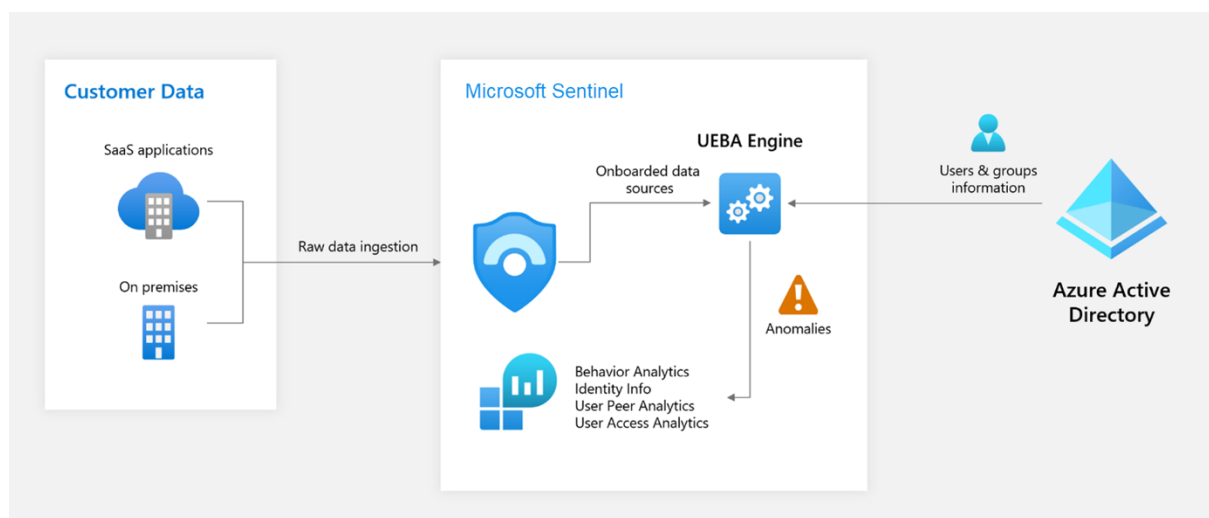 Customer Data
SaaS applications
On premises
Raw data ingestion
Microsoft Sentinel
UEBA Engine
Onboarded data
sources
Anomalies
Behavior Analytics
Identity Info
User Peer Analytics
User Access Analytics
Users & groups
information
Azure Active
Directory